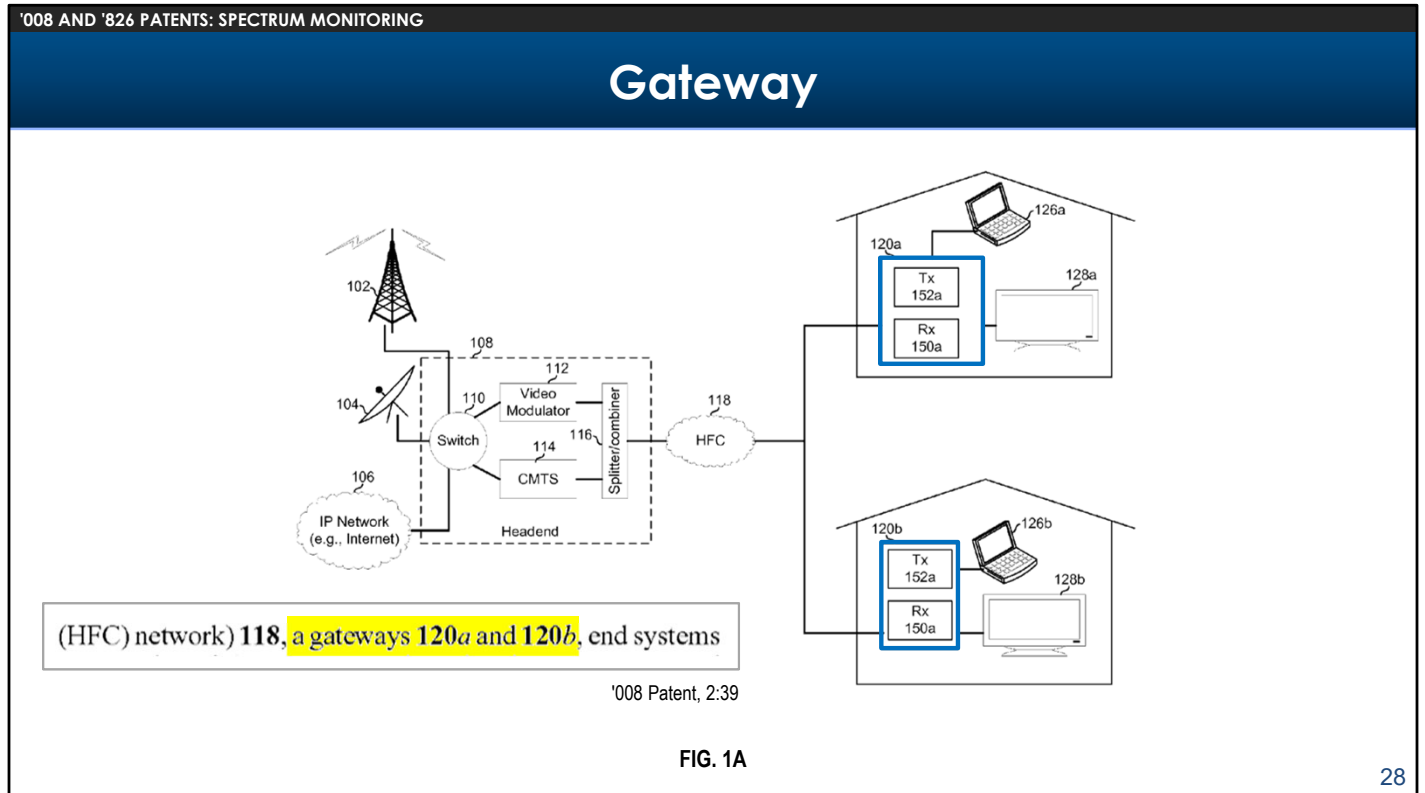 '008 AND '826 PATENTS: SPECTRUM MONITORING
Gateway
102
104
106
IP Network
(e.g., Internet)
108
110
Switch
112
Video
Modulator
114
CMTS
116
Splitter/combiner
Headend
118
HFC
120a
Tx
152a
Rx
150a
126a
128a
120b
Tx
152a
Rx
150a
126b
128b
(HFC) network) 118, a gateways 120a and 120b, end systems
'008 Patent, 2:39
FIG. 1A
28